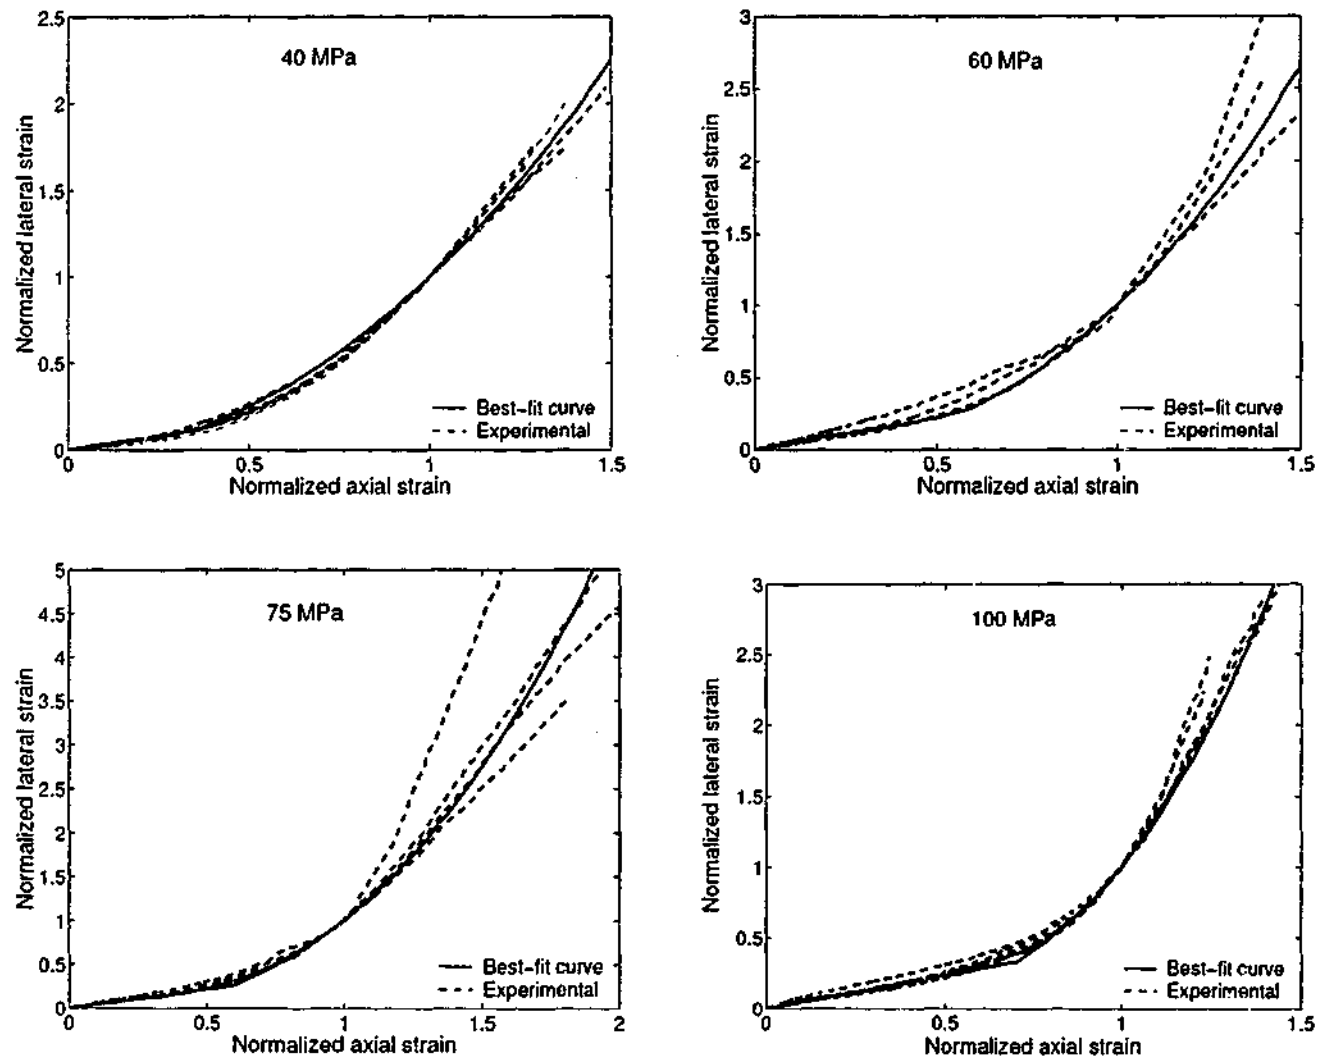 2.5
40 MPa
2
1.5
1
0.5
0
Normalized lateral strain
Best-fit curve
Experimental
0 0.5 1 1.5
Normalized axial strain
3
60 MPa
2.5
2
1.5
1
0.5
0
Normalized lateral strain
Best-fit curve
Experimental
0 0.5 1 1.5
Normalized axial strain
5
75 MPa
4.5
4
3.5
3
2.5
2
1.5
1
0.5
0
Normalized lateral strain
Best-fit curve
Experimental
0 0.5 1 1.5 2
Normalized axial strain
3
100 MPa
2.5
2
1.5
1
0.5
0
Normalized lateral strain
Best-fit curve
Experimental
0 0.5 1 1.5
Normalized axial strain